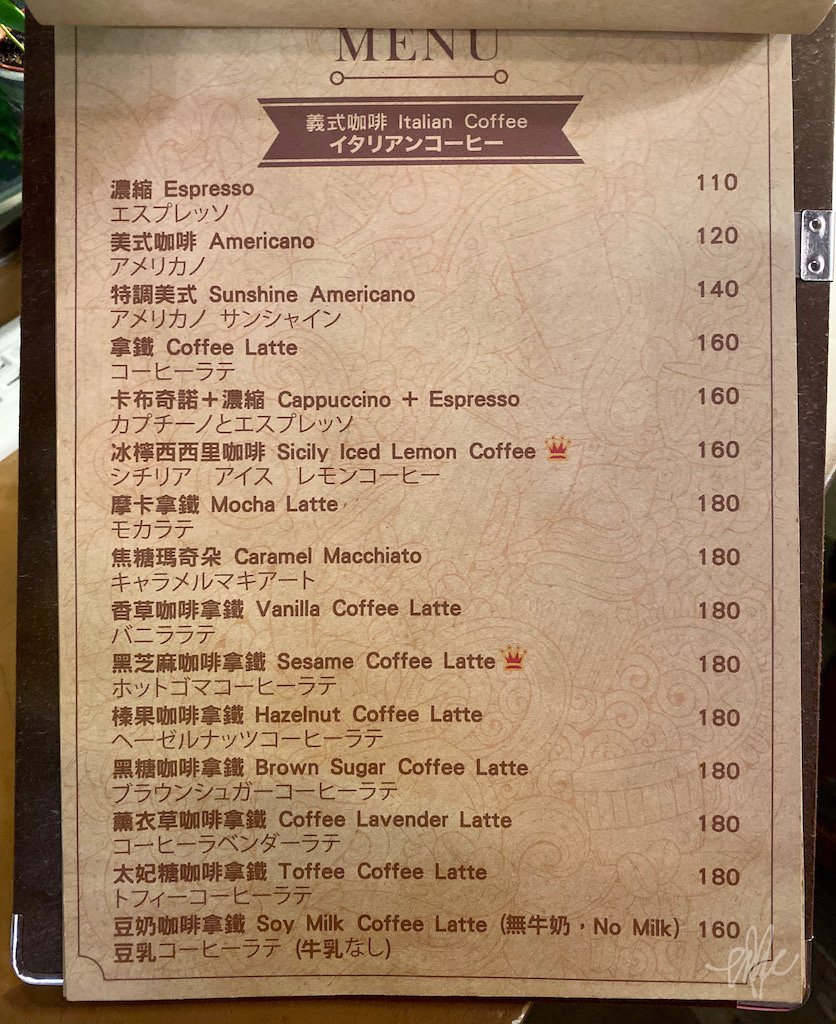 MENU
義式咖啡 Italian Coffee
イタリアンコーヒー
濃縮 Espresso 110
エスプレッソ
美式咖啡 Americano 120
アメリカノ
特調美式 Sunshine Americano 140
アメリカノ サンシャイン
拿鐵 Coffee Latte 160
コーヒーラテ
卡布奇諾+濃縮 Cappuccino + Espresso 160
カプチーノとエスプレッソ
冰檸西西里咖啡 Sicily Iced Lemon Coffee 160
シチリア アイス レモンコーヒー
摩卡拿鐵 Mocha Latte 180
モカラテ
焦糖瑪奇朵 Caramel Macchiato 180
キャラメルマキアート
香草咖啡拿鐵 Vanilla Coffee Latte 180
バニララテ
黑芝麻咖啡拿鐵 Sesame Coffee Latte 180
ホットゴマコーヒーラテ
榛果咖啡拿鐵 Hazelnut Coffee Latte 180
ヘーゼルナッツコーヒーラテ
黑糖咖啡拿鐵 Brown Sugar Coffee Latte 180
ブラウンシュガーコーヒーラテ
薰衣草咖啡拿鐵 Coffee Lavender Latte 180
コーヒーラベンダーラテ
太妃糖咖啡拿鐵 Toffee Coffee Latte 180
トフィーコーヒーラテ
豆奶咖啡拿鐵 Soy Milk Coffee Latte (無牛奶,No Milk) 160
豆乳コーヒーラテ (牛乳なし)